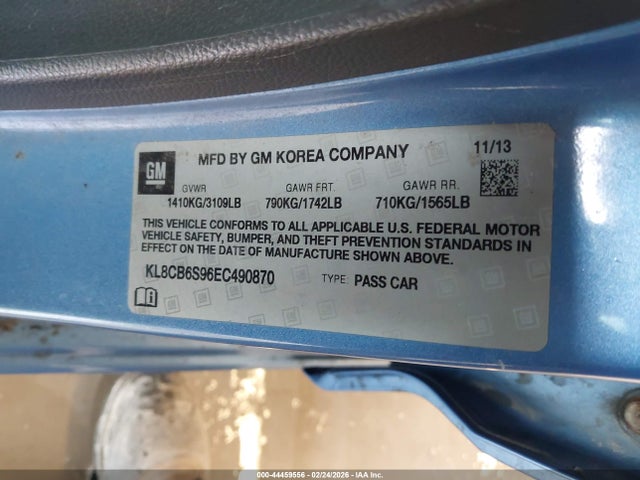 GM
MFD BY GM KOREA COMPANY 11/13
GVWR GAWR FRT. GAWR RR.
1410KG/3109LB 790KG/1742LB 710KG/1565LB
THIS VEHICLE CONFORMS TO ALL APPLICABLE U.S. FEDERAL MOTOR
VEHICLE SAFETY, BUMPER, AND THEFT PREVENTION STANDARDS IN
EFFECT ON THE DATE OF MANUFACTURE SHOWN ABOVE.
KL8CB6S96EC490870 TYPE: PASS CAR
000-44459556 - 02/24/2026 - COPYRIGHT © IAA